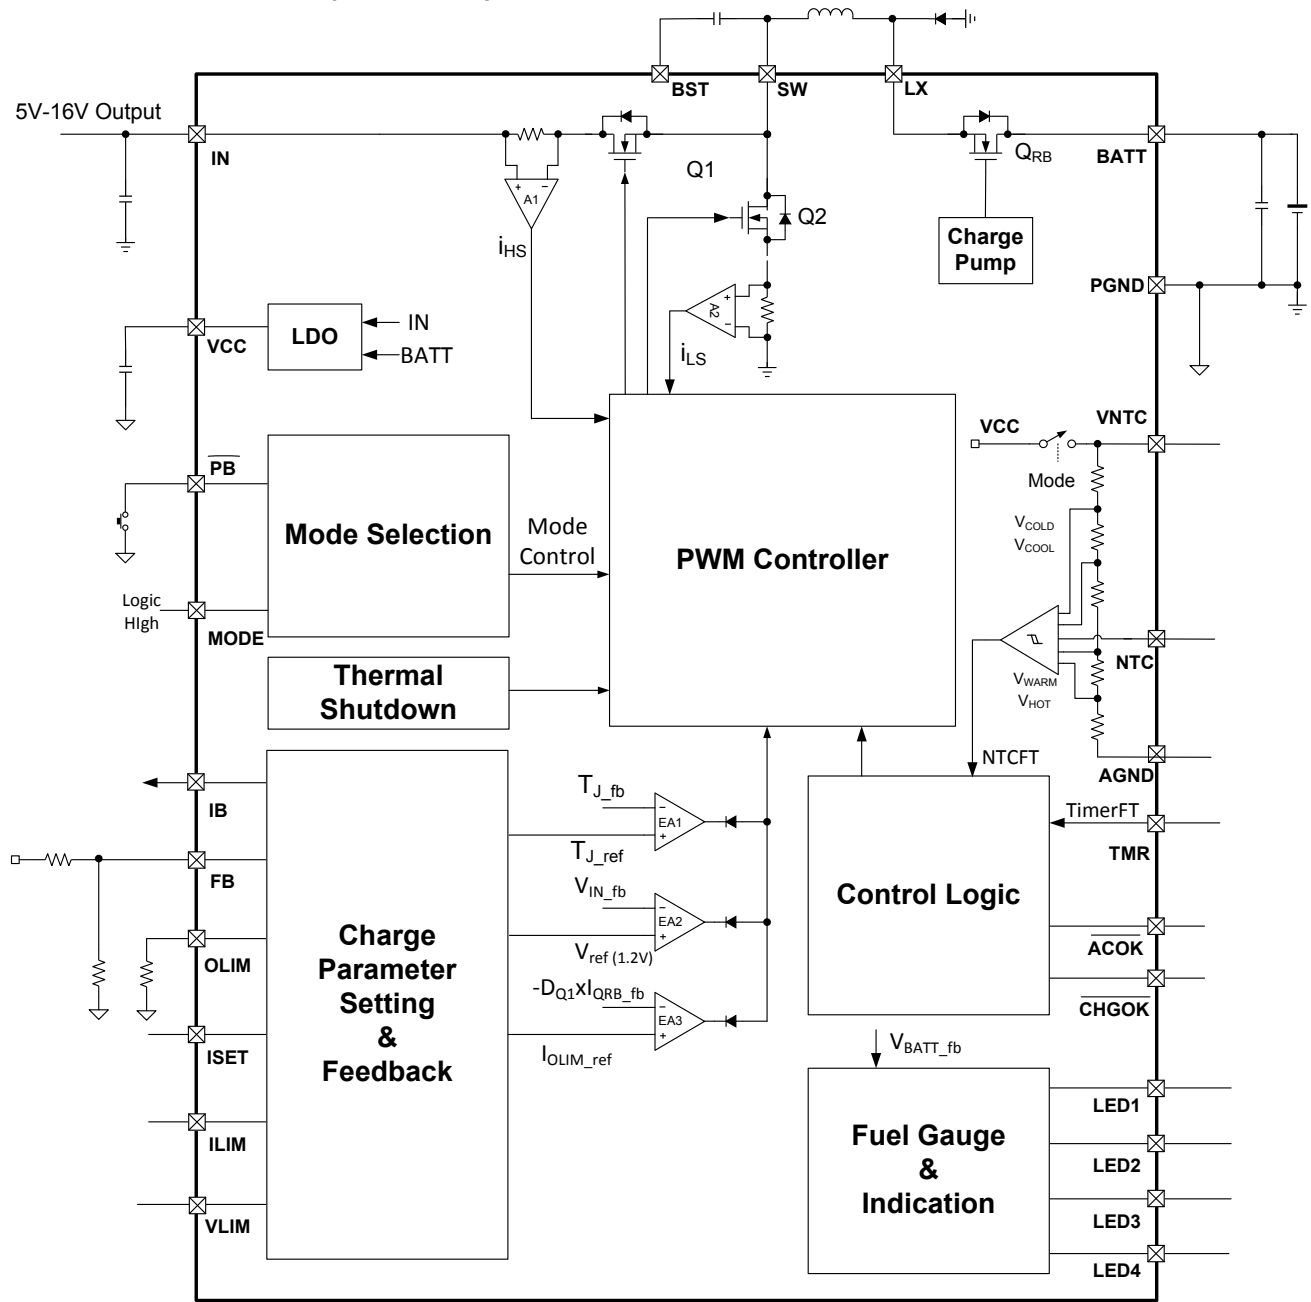 BST
SW
LX
5V-16V Output
IN
Q1
QRB
BATT
A1
Q2
iHS
Charge
Pump
PGND
A2
IN
LDO
BATT
VCC
iLS
VNTC
VCC
Mode
PB
Mode Selection
Mode
Control
PWM Controller
VCOLD
VCOOL
Logic
HIgh
MODE
NTC
VWARM
VHOT
Thermal
Shutdown
NTCFT
AGND
IB
TJ_fb
EA1
TJ_ref
TimerFT
TMR
FB
VIN_fb
EA2
Vref (1.2V)
Control Logic
Charge
Parameter
Setting
&
Feedback
OLIM
ACOK
-DQ1xIQRB_fb
EA3
IOLIM_ref
CHGOK
ISET
VBATT_fb
ILIM
VLIM
Fuel Gauge
&
Indication
LED1
LED2
LED3
LED4